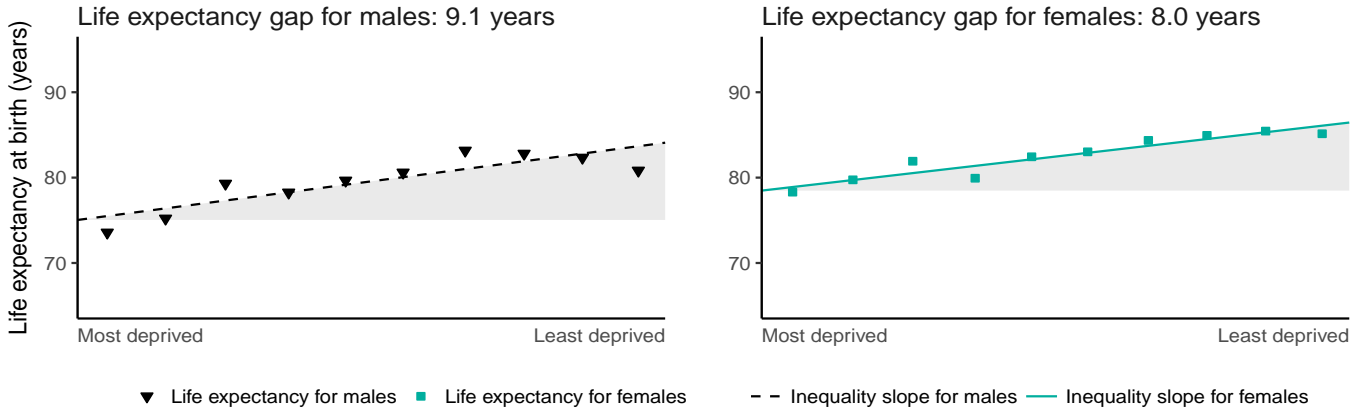 Life expectancy gap for males: 9.1 years
Life expectancy at birth (years)
90
80
70
Most deprived Least deprived
Life expectancy gap for females: 8.0 years
90
80
70
Most deprived Least deprived
Life expectancy for males Life expectancy for females Inequality slope for males Inequality slope for females